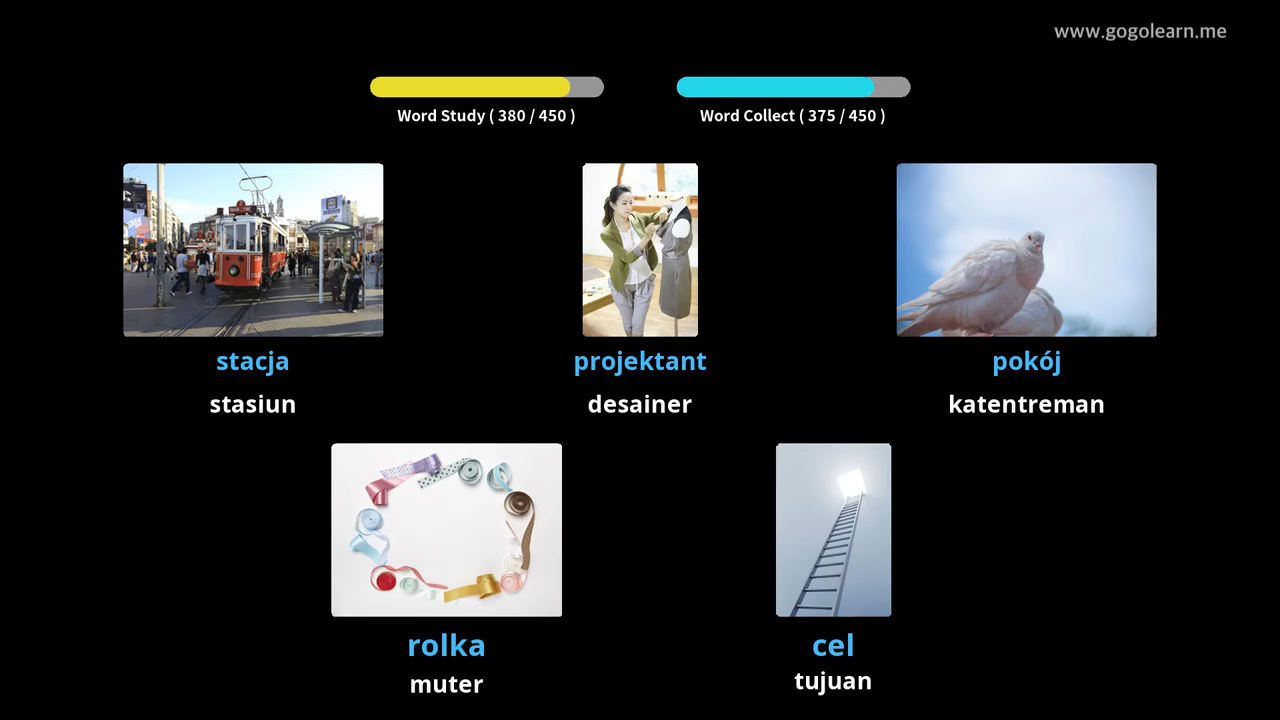 www.gogolearn.me
Word Study ( 380 / 450 )
Word Collect ( 375 / 450 )
stacja
projektant
pokój
stasiun
desainer
katentreman
rolka
cel
muter
tujuan